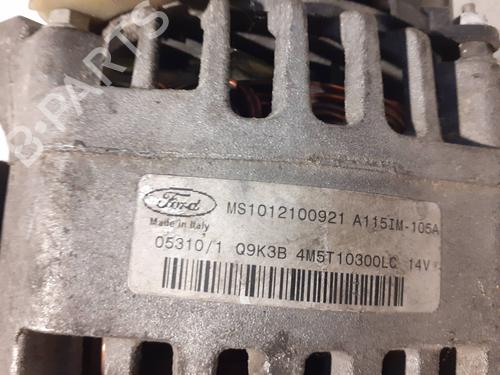 B-PARTS
Ford MS1012100921 A115IM-105A
Made in Italy
05310/1 Q9K3B 4M5T10300LC 14V